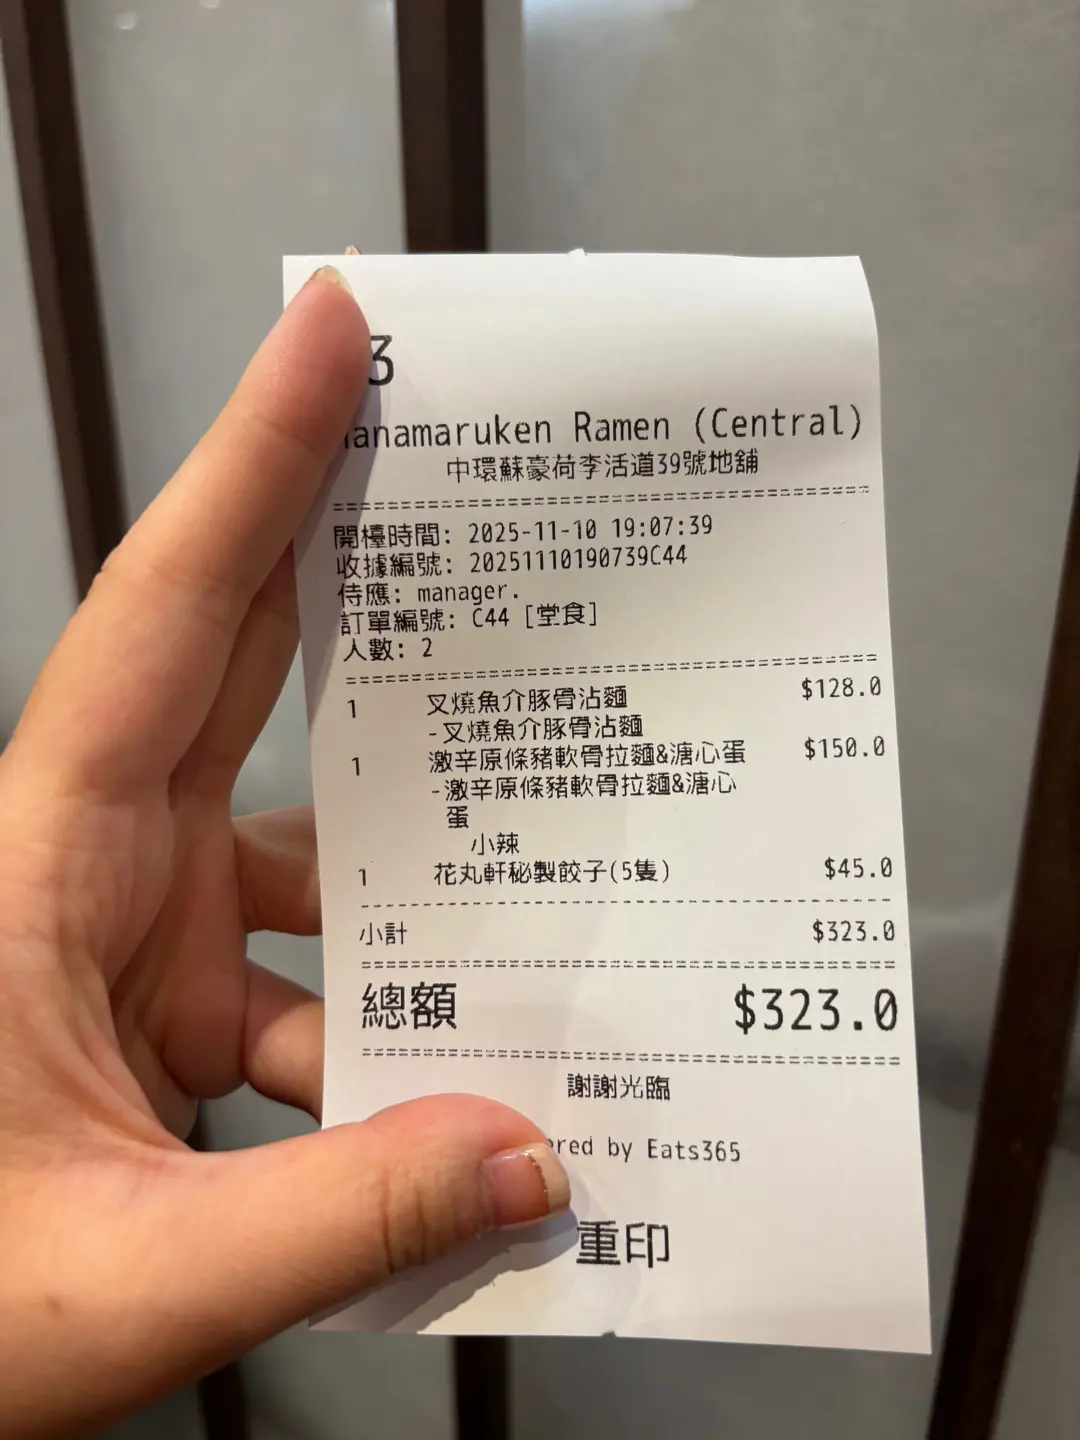 3
anamaruken Ramen (Central)
中環蘇豪荷李活道39號地舖
開檯時間: 2025-11-10 19:07:39
收據編號: 20251110190739C44
侍應: manager.
訂單編號: C44 [堂食]
人數: 2
1 叉燒魚介豚骨沾麵 $128.0
-叉燒魚介豚骨沾麵
1 激辛原條豬軟骨拉麵&溏心蛋 $150.0
-激辛原條豬軟骨拉麵&溏心
蛋
小辣
1 花丸軒秘製餃子(5隻) $45.0
小計 $323.0
總額 $323.0
謝謝光臨
ered by Eats365
重印